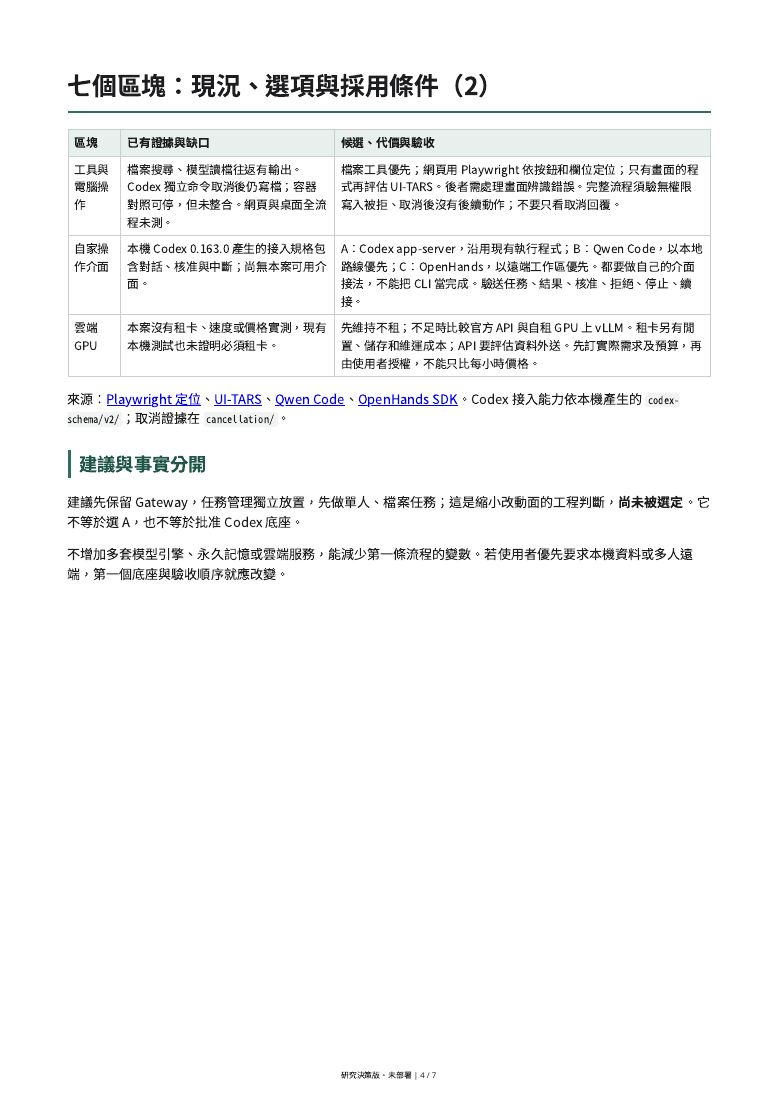 七個區塊：現況、選項與採用條件（2）
區塊
已有證據與缺口
候選、代價與驗收
工具與
電腦操
作
檔案搜尋、模型讀檔往返有輸出。
Codex 獨立命令取消後仍寫檔；容器
對照可停，但未整合。網頁與桌面全流
程未測。
檔案工具優先；網頁用 Playwright 依按鈕和欄位定位；只有畫面的程
式再評估 UI-TARS。後者需處理畫面辨識錯誤。完整流程須驗無權限
寫入被拒、取消後沒有後續動作；不要只看取消回覆。
自家操
作介面
本機 Codex 0.163.0 產生的接入規格包
含對話、核准與中斷；尚無本案可用介
面。
A：Codex app-server，沿用現有執行程式；B：Qwen Code，以本地
路線優先；C：OpenHands，以遠端工作區優先。都要做自己的介面
接法，不能把 CLI 當完成。驗送任務、結果、核准、拒絕、停止、續
接。
雲端
GPU
本案沒有租卡、速度或價格實測，現有
本機測試也未證明必須租卡。
先維持不租；不足時比較官方 API 與自租 GPU 上 vLLM。租卡另有閒
置、儲存和維運成本；API 要評估資料外送。先訂實際需求及預算，再
由使用者授權，不能只比每小時價格。
來源：Playwright 定位、UI-TARS、Qwen Code、OpenHands SDK。Codex 接入能力依本機產生的 codex-
schema/v2/；取消證據在 cancellation/。
建議與事實分開
建議先保留 Gateway，任務管理獨立放置，先做單人、檔案任務；這是縮小改動面的工程判斷，尚未被選定。它
不等於選 A，也不等於批准 Codex 底座。
不增加多套模型引擎、永久記憶或雲端服務，能減少第一條流程的變數。若使用者優先要求本機資料或多人遠
端，第一個底座與驗收順序就應改變。
研究決策版・未部署 | 4 / 7